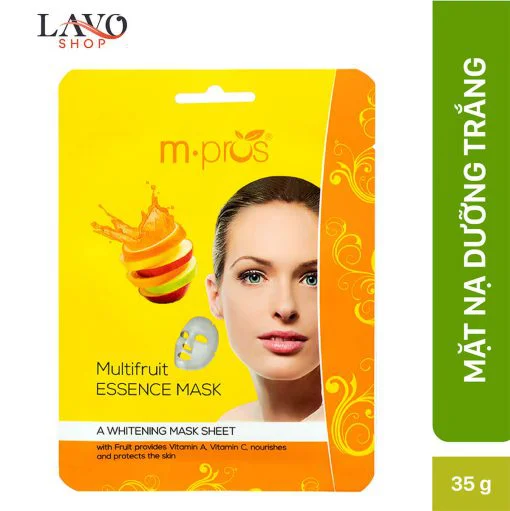 LAVO
SHOP
m·pros®
Multifruit
ESSENCE MASK
A WHITENING MASK SHEET
with Fruit provides Vitamin A, Vitamin C, nourishes
and protects the skin
MẶT NẠ DƯỠNG TRẮNG
35 g